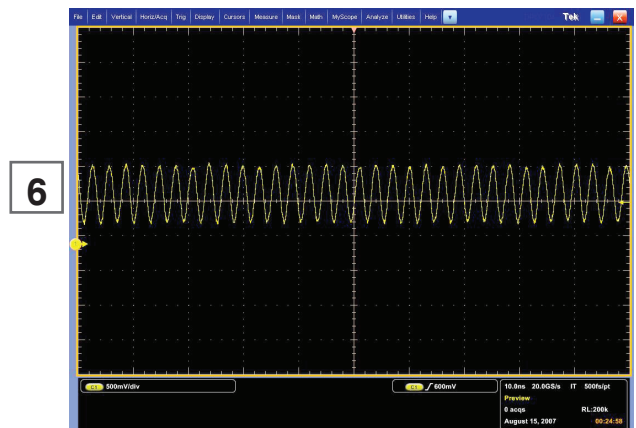 File Edit Vertical Horiz/Acq Trig Display Cursors Measure Mask Math MyScope Analyze Utilities Help Tek X
6
C1 500mV/div
C1 600mV
10.0ns 20.0GS/s IT 500fs/pt
Preview
0 acqs RL:200k
August 15, 2007 00:24:58